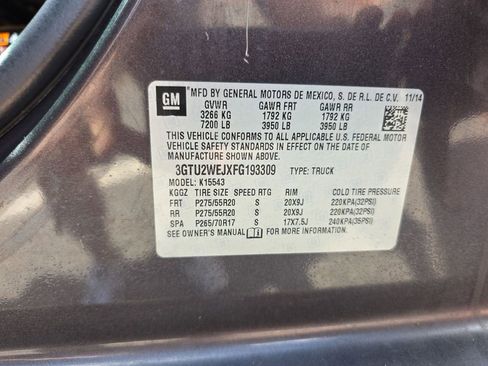 GM
MFD BY GENERAL MOTORS DE MEXICO, S. DE R.L. DE C.V. 11/14
GVWR GAWR FRT GAWR RR
3266 KG 1792 KG 1792 KG
7200 LB 3950 LB 3950 LB
THIS VEHICLE CONFORMS TO ALL APPLICABLE U.S. FEDERAL MOTOR
VEHICLE SAFETY STANDARDS IN EFFECT ON THE DATE OF
MANUFACTURE SHOWN ABOVE.
3GTU2WEJXFG193309 TYPE: TRUCK
MODEL: K15543
KGGZ TIRE SIZE SPEED RTG RIM COLD TIRE PRESSURE
FRT P275/55R20 S 20X9J 220KPA(32PSI)
RR P275/55R20 S 20X9J 220KPA(32PSI)
SPA P265/70R17 S 17X7.5J 240KPA(35PSI)
SEE OWNER'S MANUAL FOR MORE INFORMATION.